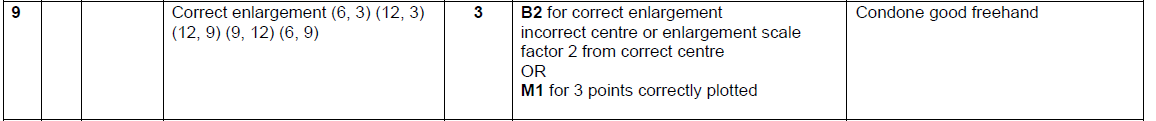 9 Correct enlargement (6, 3) (12, 3) 3 B2 for correct enlargement Condone good freehand
(12, 9) (9, 12) (6, 9) incorrect centre or enlargement scale
factor 2 from correct centre
OR
M1 for 3 points correctly plotted